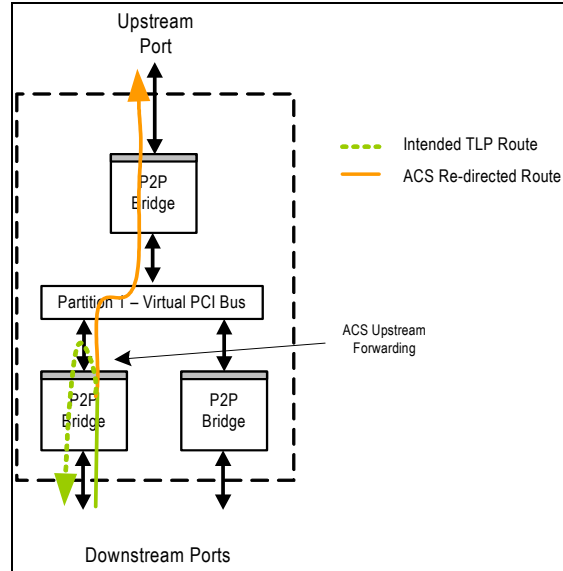 Upstream
Port
Intended TLP Route
ACS Re-directed Route
P2P
Bridge
Partition 1 – Virtual PCI Bus
ACS Upstream
Forwarding
P2P
Bridge
P2P
Bridge
Downstream Ports